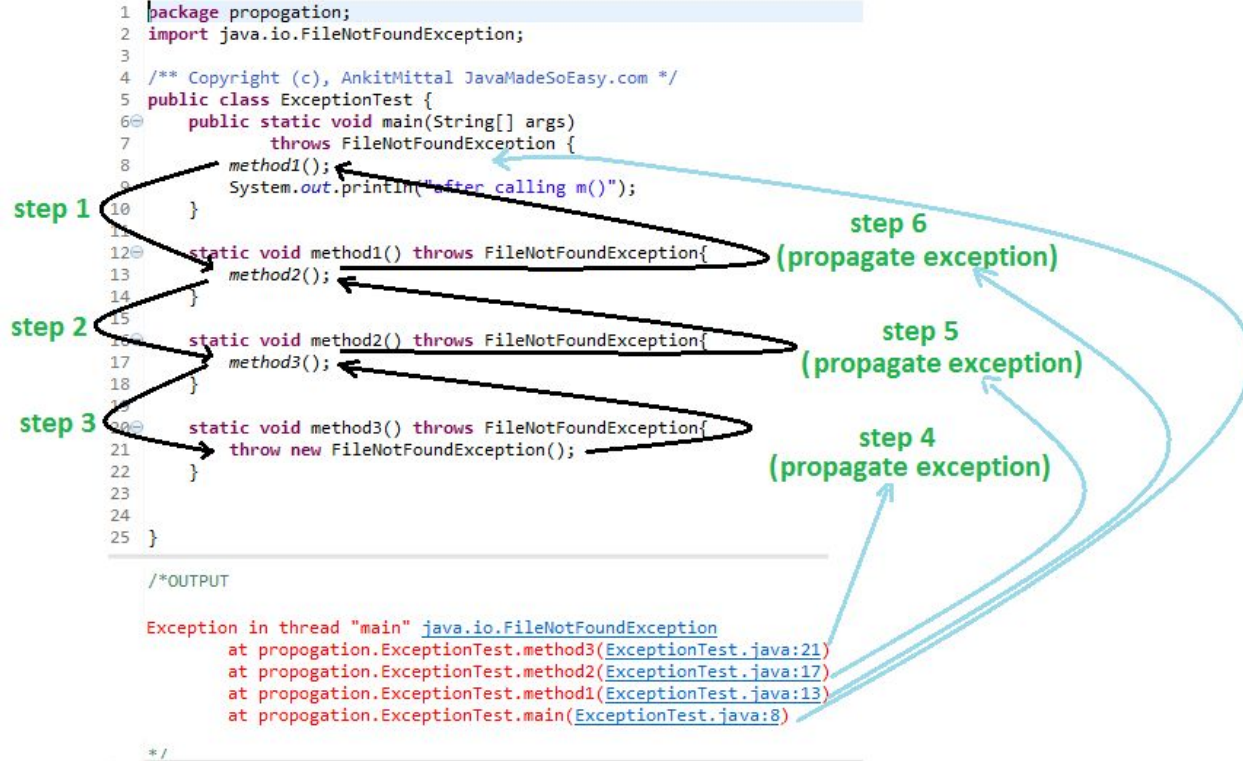 1 package propogation;
2 import java.io.FileNotFoundException;
3
4 /** Copyright (c), AnkitMittal JavaMadeSoEasy.com */
5 public class ExceptionTest {
6 public static void main(String[] args)
7 throws FileNotFoundException {
8 method1();
9 System.out.println("after calling m()");
10 }
11
12 static void method1() throws FileNotFoundException{
13 method2();
14 }
15
16 static void method2() throws FileNotFoundException{
17 method3();
18 }
19
20 static void method3() throws FileNotFoundException{
21 throw new FileNotFoundException();
22 }
23
24
25 }
step 1
step 2
step 3
step 6
(propagate exception)
step 5
(propagate exception)
step 4
(propagate exception)
/*OUTPUT
Exception in thread "main" java.io.FileNotFoundException
at propogation.ExceptionTest.method3(ExceptionTest.java:21)
at propogation.ExceptionTest.method2(ExceptionTest.java:17)
at propogation.ExceptionTest.method1(ExceptionTest.java:13)
at propogation.ExceptionTest.main(ExceptionTest.java:8)
*/